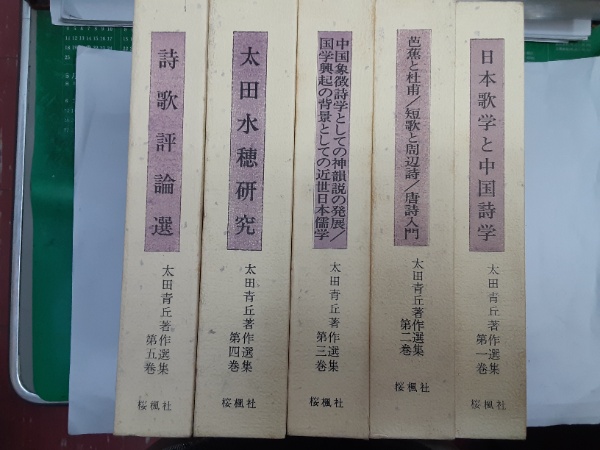 日本歌学と中国詩学
太田青丘著作選集
第一巻
桜楓社
芭蕉と杜甫/短歌と周辺詩/唐詩入門
太田青丘著作選集
第二巻
桜楓社
中国象徴詩学としての神韻説の発展/
国学興起の背景としての近世日本儒学
太田青丘著作選集
第三巻
桜楓社
太田水穂研究
太田青丘著作選集
第四巻
桜楓社
詩歌評論選
太田青丘著作選集
第五巻
桜楓社